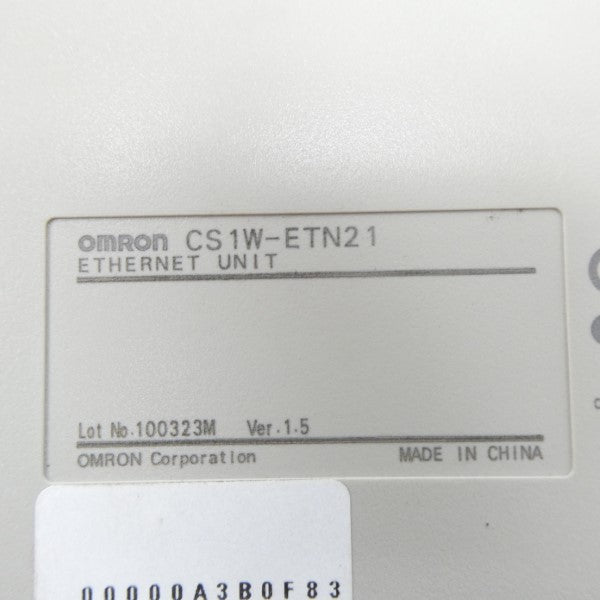 OMRON CS1W-ETN21
ETHERNET UNIT
Lot No.100323M Ver.1.5
OMRON Corporation MADE IN CHINA
00000A3B0F83